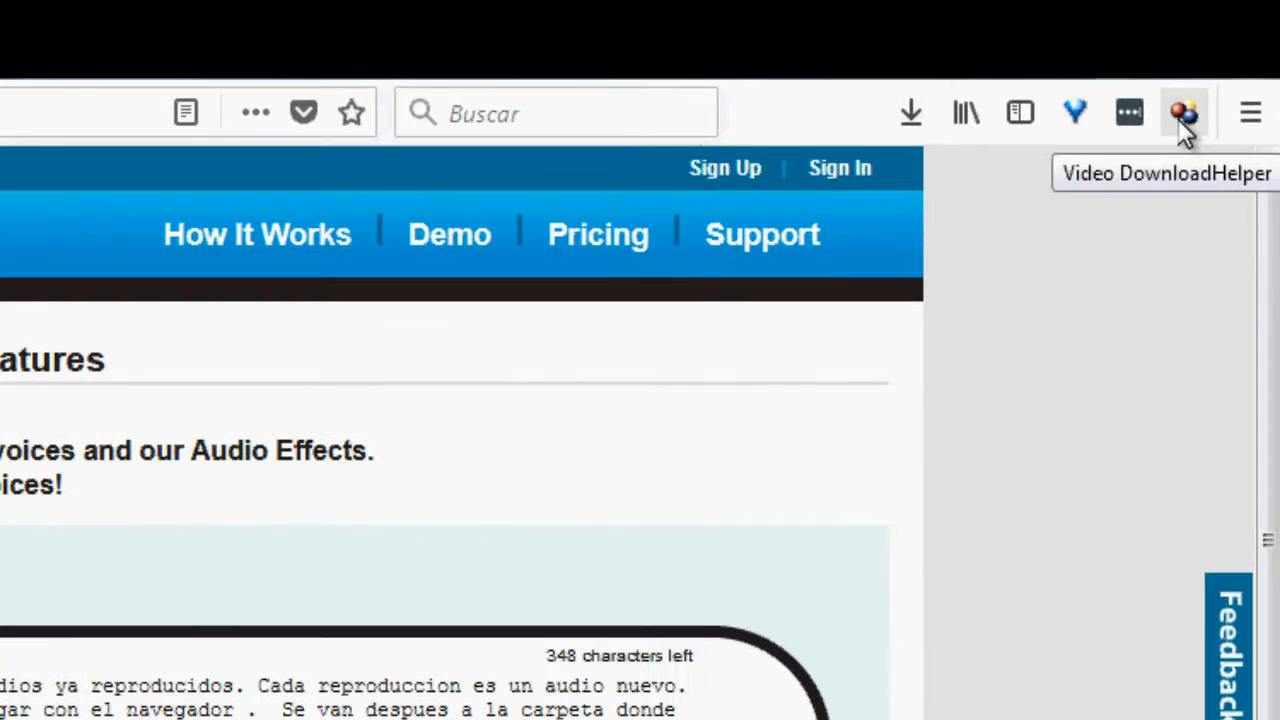 Buscar
Video DownloadHelper
Sign Up | Sign In
How It Works | Demo | Pricing | Support
atures
voices and our Audio Effects.
ices!
Feedback
348 characters left
dios ya reproducidos. Cada reproduccion es un audio nuevo.
gar con el navegador . Se van despues a la carpeta donde